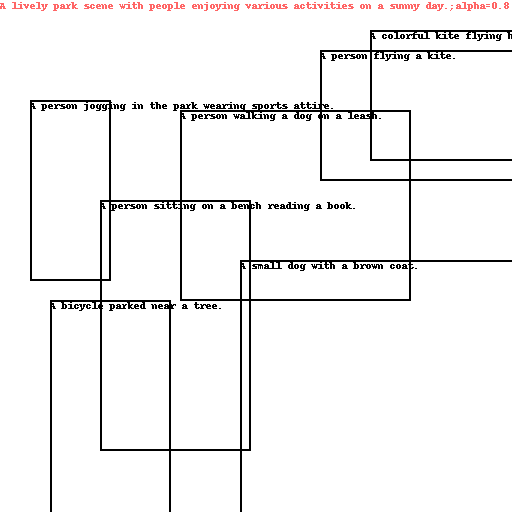 A lively park scene with people enjoying various activities on a sunny day.;alpha=0.8
A colorful kite flying h
A person flying a kite.
A person jogging in the park wearing sports attire.
A person walking a dog on a leash.
A person sitting on a bench reading a book.
A small dog with a brown coat.
A bicycle parked near a tree.